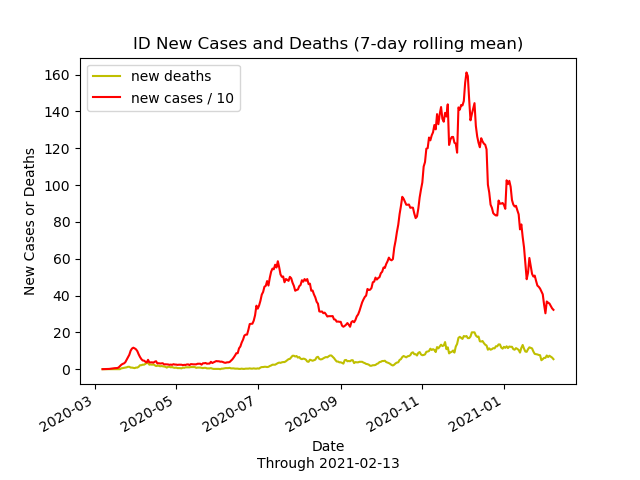 ID New Cases and Deaths (7-day rolling mean)
new deaths
new cases / 10
160
140
120
100
80
60
40
20
0
New Cases or Deaths
2020-03
2020-05
2020-07
2020-09
2020-11
2021-01
Date
Through 2021-02-13